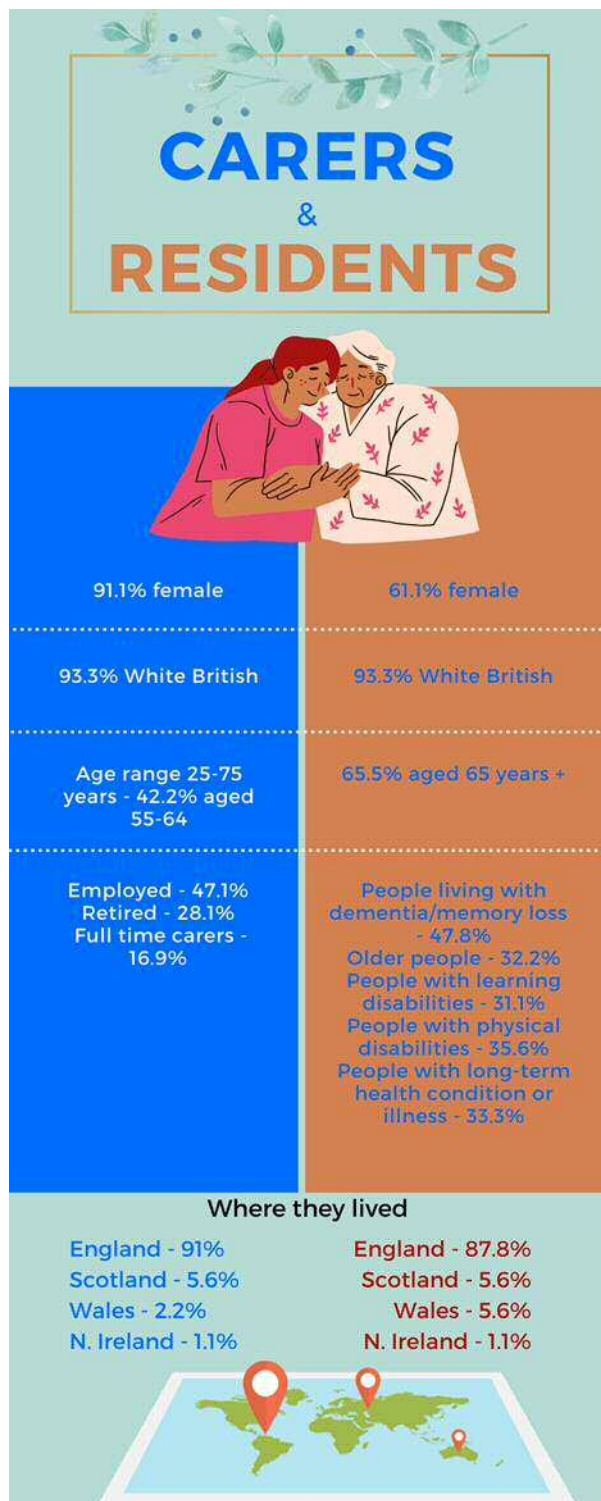 CARERS
&
RESIDENTS
91.1% female
61.1% female
93.3% White British
93.3% White British
Age range 25-75
years - 42.2% aged
55-64
65.5% aged 65 years +
Employed - 47.1%
Retired - 28.1%
Full time carers -
16.9%
People living with
dementia/memory loss
- 47.8%
Older people - 32.2%
People with learning
disabilities - 31.1%
People with physical
disabilities - 35.6%
People with long-term
health condition or
illness - 33.3%
Where they lived
England - 91%
Scotland - 5.6%
Wales - 2.2%
N. Ireland - 1.1%
England - 87.8%
Scotland - 5.6%
Wales - 5.6%
N. Ireland - 1.1%